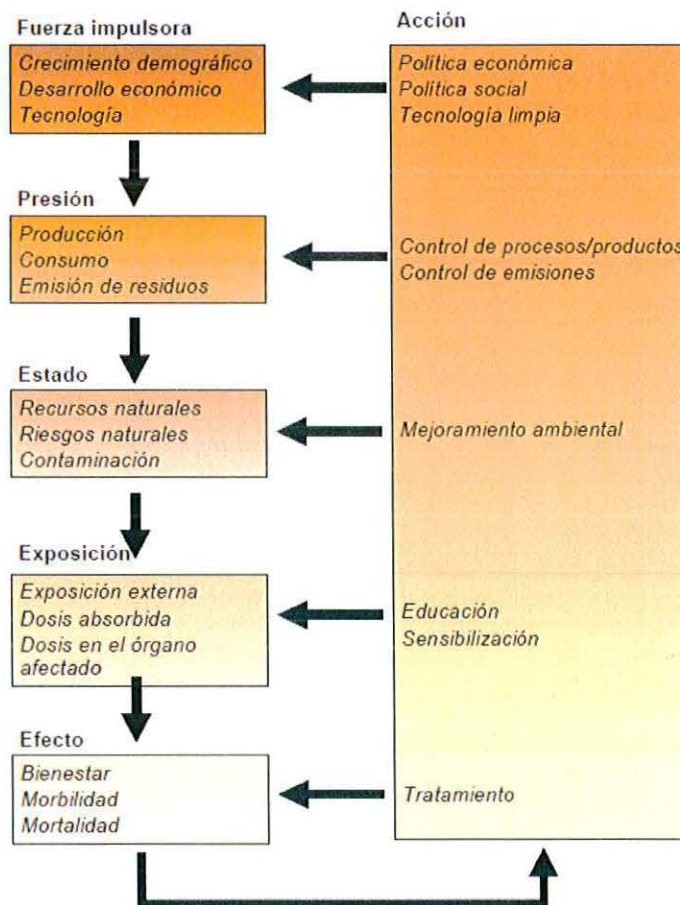 Fuerza impulsora
Crecimiento demográfico
Desarrollo económico
Tecnología
Presión
Producción
Consumo
Emisión de residuos
Estado
Recursos naturales
Riesgos naturales
Contaminación
Exposición
Exposición externa
Dosis absorbida
Dosis en el órgano
afectado
Efecto
Bienestar
Morbilidad
Mortalidad
Acción
Política económica
Política social
Tecnología limpia
Control de procesos/productos
Control de emisiones
Mejoramiento ambiental
Educación
Sensibilización
Tratamiento